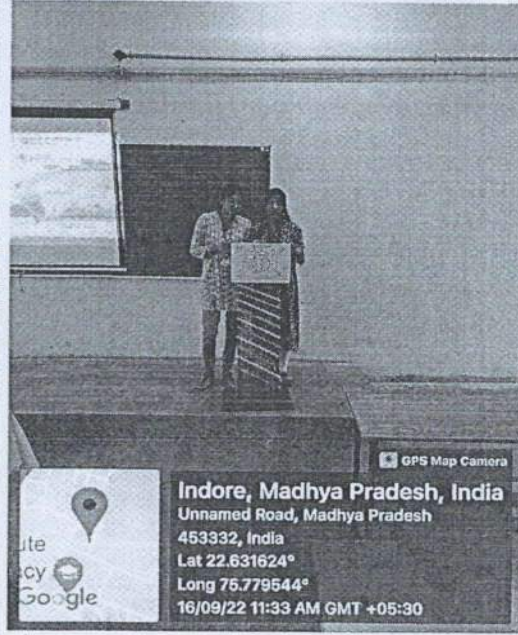 GPS Map Camera
Indore, Madhya Pradesh, India
Unnamed Road, Madhya Pradesh
453332, India
Lat 22.631624°
Long 75.779544°
16/09/22 11:33 AM GMT +05:30
ute
ccy
Google